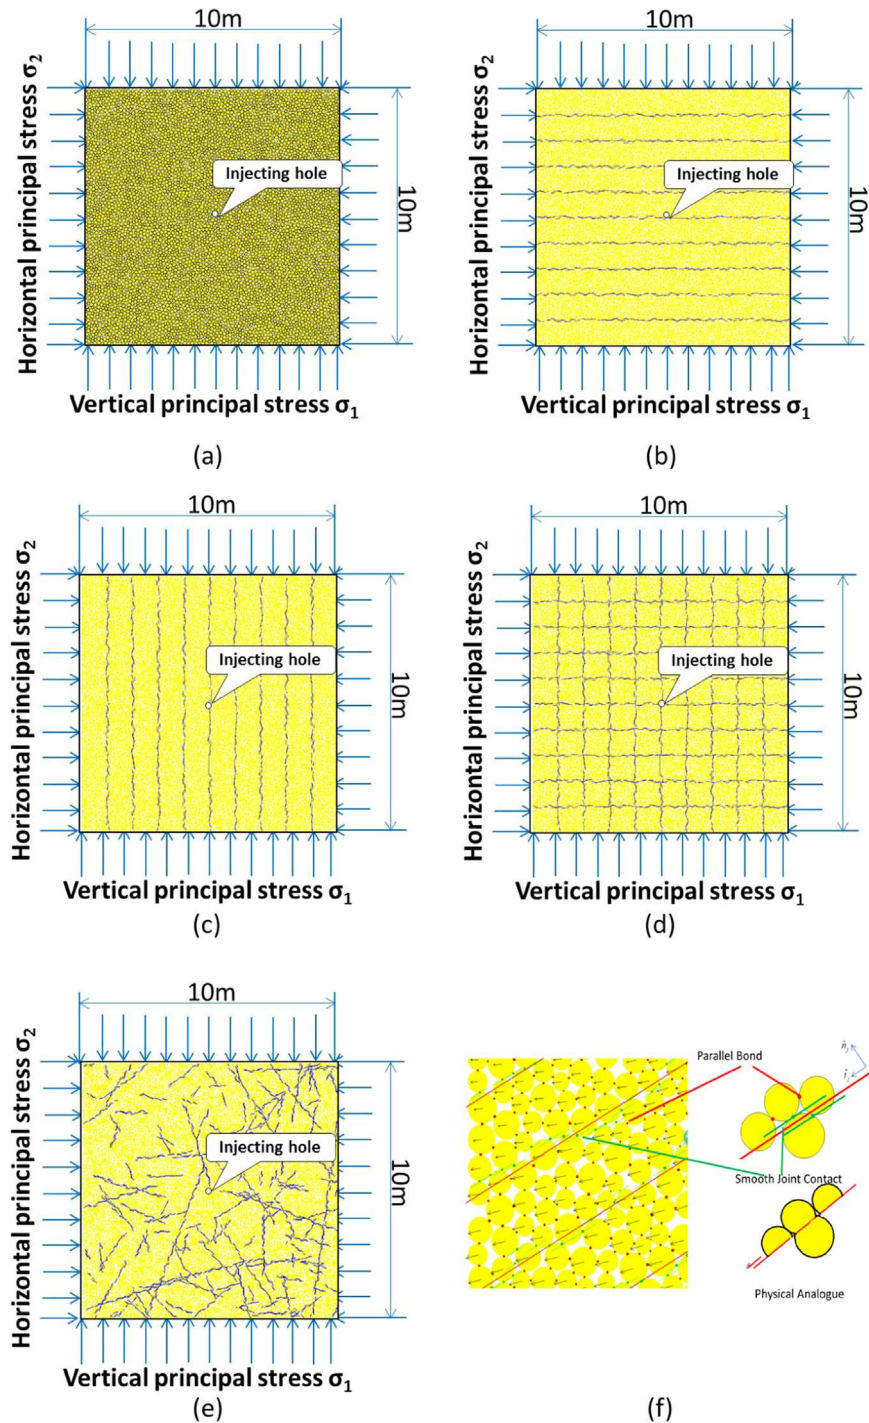 10m
Horizontal principal stress σ2
Injecting hole
10m
Vertical principal stress σ1
(a)
10m
Horizontal principal stress σ2
Injecting hole
10m
Vertical principal stress σ1
(b)
10m
Horizontal principal stress σ2
Injecting hole
10m
Vertical principal stress σ1
(c)
10m
Horizontal principal stress σ2
Injecting hole
10m
Vertical principal stress σ1
(d)
10m
Horizontal principal stress σ2
Injecting hole
10m
Vertical principal stress σ1
(e)
Parallel Bond
Smooth Joint Contact
Physical Analogue
(f)